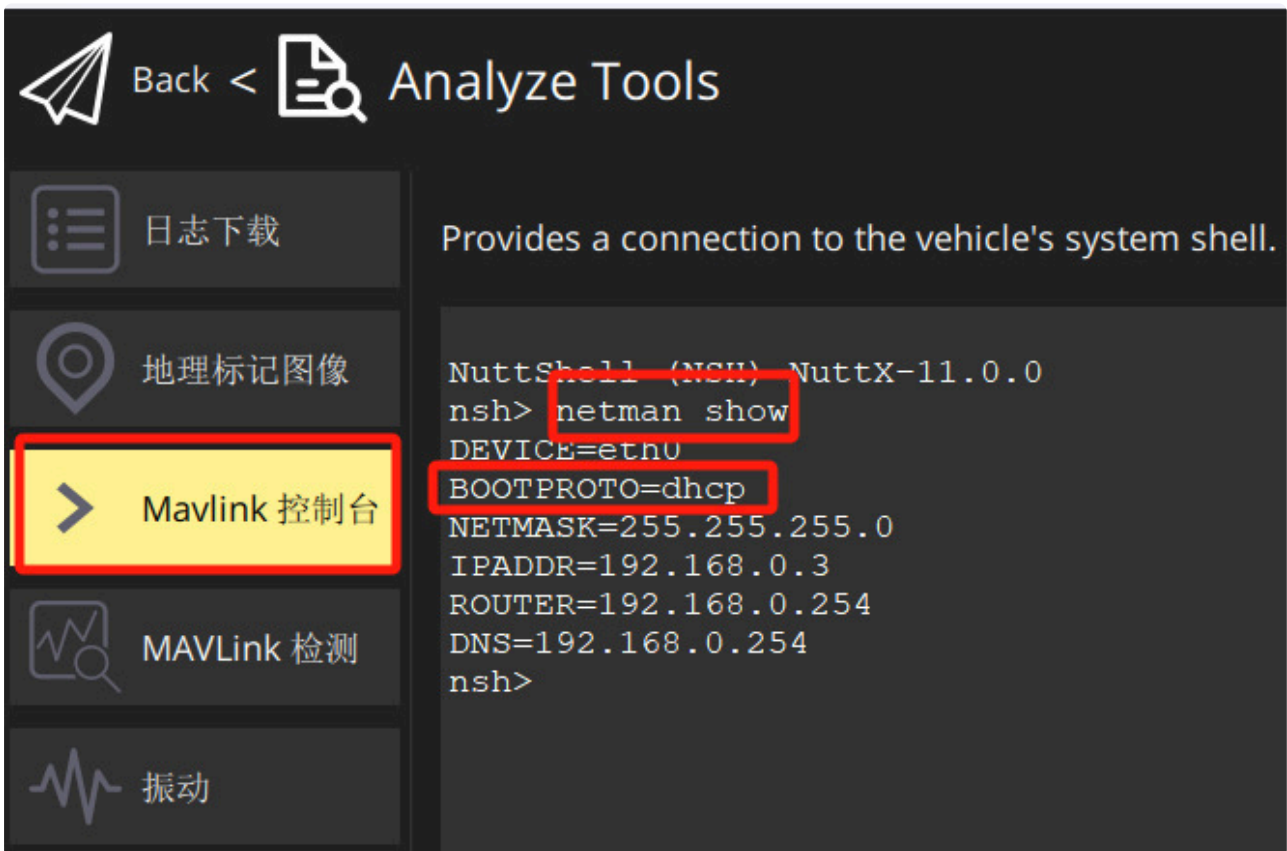 Back < Analyze Tools
日志下载
地理标记图像
Mavlink 控制台
MAVLink 检测
振动
Provides a connection to the vehicle's system shell.
NuttShell (NSH) NuttX-11.0.0
nsh> netman show
DEVICE=eth0
BOOTPROTO=dhcp
NETMASK=255.255.255.0
IPADDR=192.168.0.3
ROUTER=192.168.0.254
DNS=192.168.0.254
nsh>